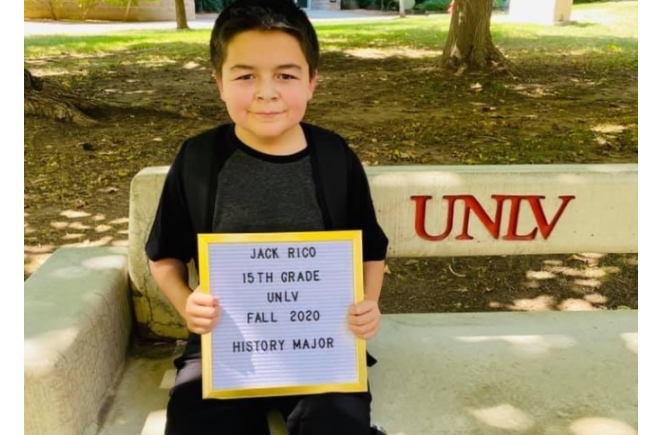 UNLV
JACK RICO
15TH GRADE
UNLV
FALL 2020
HISTORY MAJOR